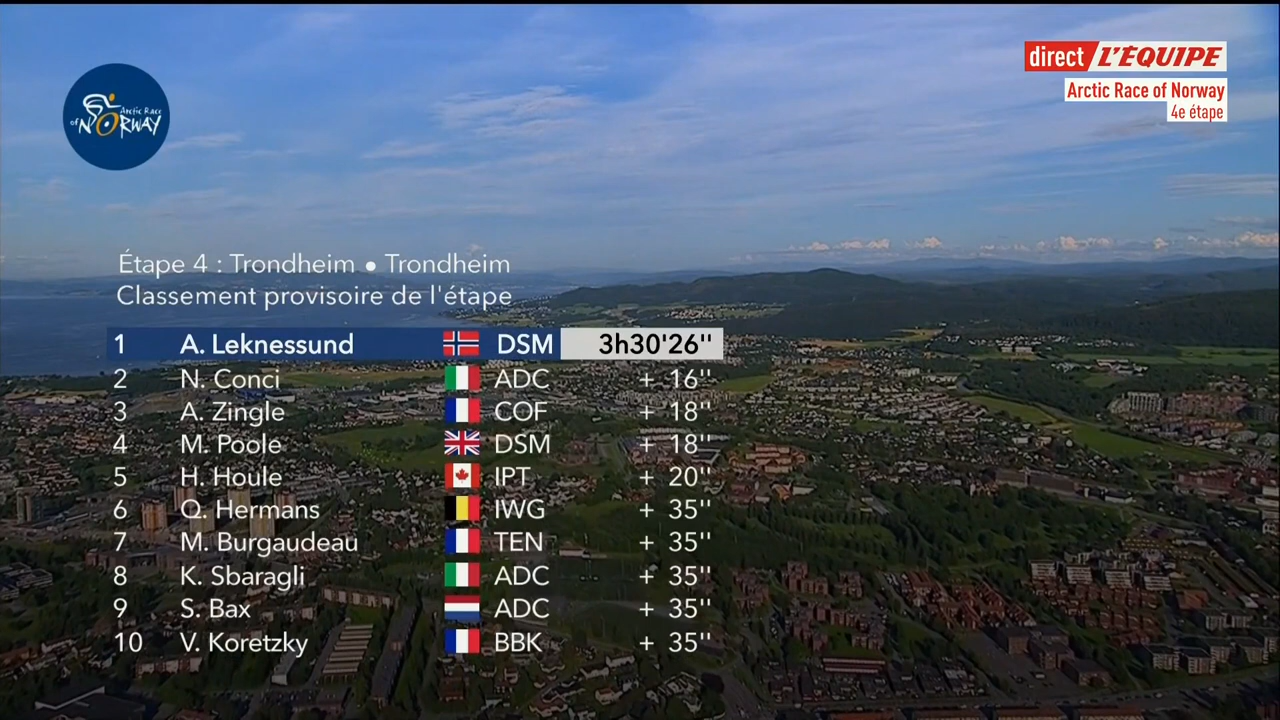 direct L'ÉQUIPE
Arctic Race of Norway
4e étape
Arctic Race
of NORWAY
Étape 4 : Trondheim • Trondheim
Classement provisoire de l'étape
1 A. Leknessund DSM 3h30'26''
2 N. Conci ADC + 16''
3 A. Zingle COF + 18''
4 M. Poole DSM + 18''
5 H. Houle IPT + 20''
6 Q. Hermans IWG + 35''
7 M. Burgaudeau TEN + 35''
8 K. Sbaragli ADC + 35''
9 S. Bax ADC + 35''
10 V. Koretzky BBK + 35''